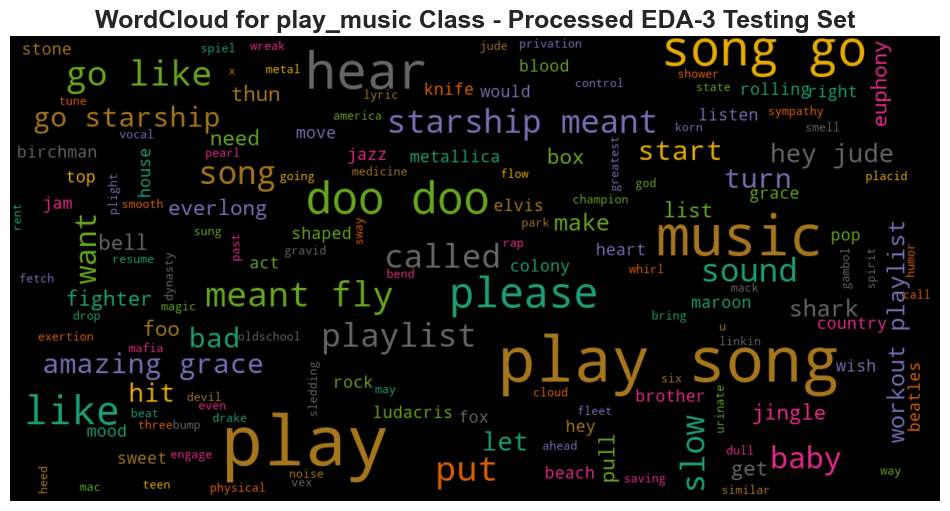 WordCloud for play_music Class - Processed EDA-3 Testing Set
stone
spiel
wreak
hear
jude
privation
song go
euphony
go like
x
metal
blood
control
shower
state
rolling
right
tune
thun
lyric
knife
would
go starship
vocal
need
move
america
starship meant
listen
sympathy
korn
smell
birchman
house
pearl
jazz
metallica
box
greatest
start
hey jude
top
plight
song
going
medicine
flow
god
turn
placid
jam
smooth
everlong
doo doo
elvis
champion
list
grace
rent
want
bell
sung
past
shaped
sway
park
make
music
pop
workout playlist
humor
resume
act
gravid
called
rap
heart
gambol
spirit
fetch
dynasty
bend
colony
whirl
sound
call
fighter
magic
meant fly
please
mack
maroon
shark
drop
foo
bad
oldschool
playlist
bring
country
exertion
mafia
linkin
u
amazing grace
rock
may
play song
wish
beatles
like
hit
devil
sledding
six
cloud
brother
urinate
jingle
mood
beat
even
drake
ludacris
fox
fleet
three
bump
play
hey
let
ahead
pull
slow
dull
baby
sweet
engage
noise
put
beach
saving
get
way
heed
mac
teen
physical
vex
similar